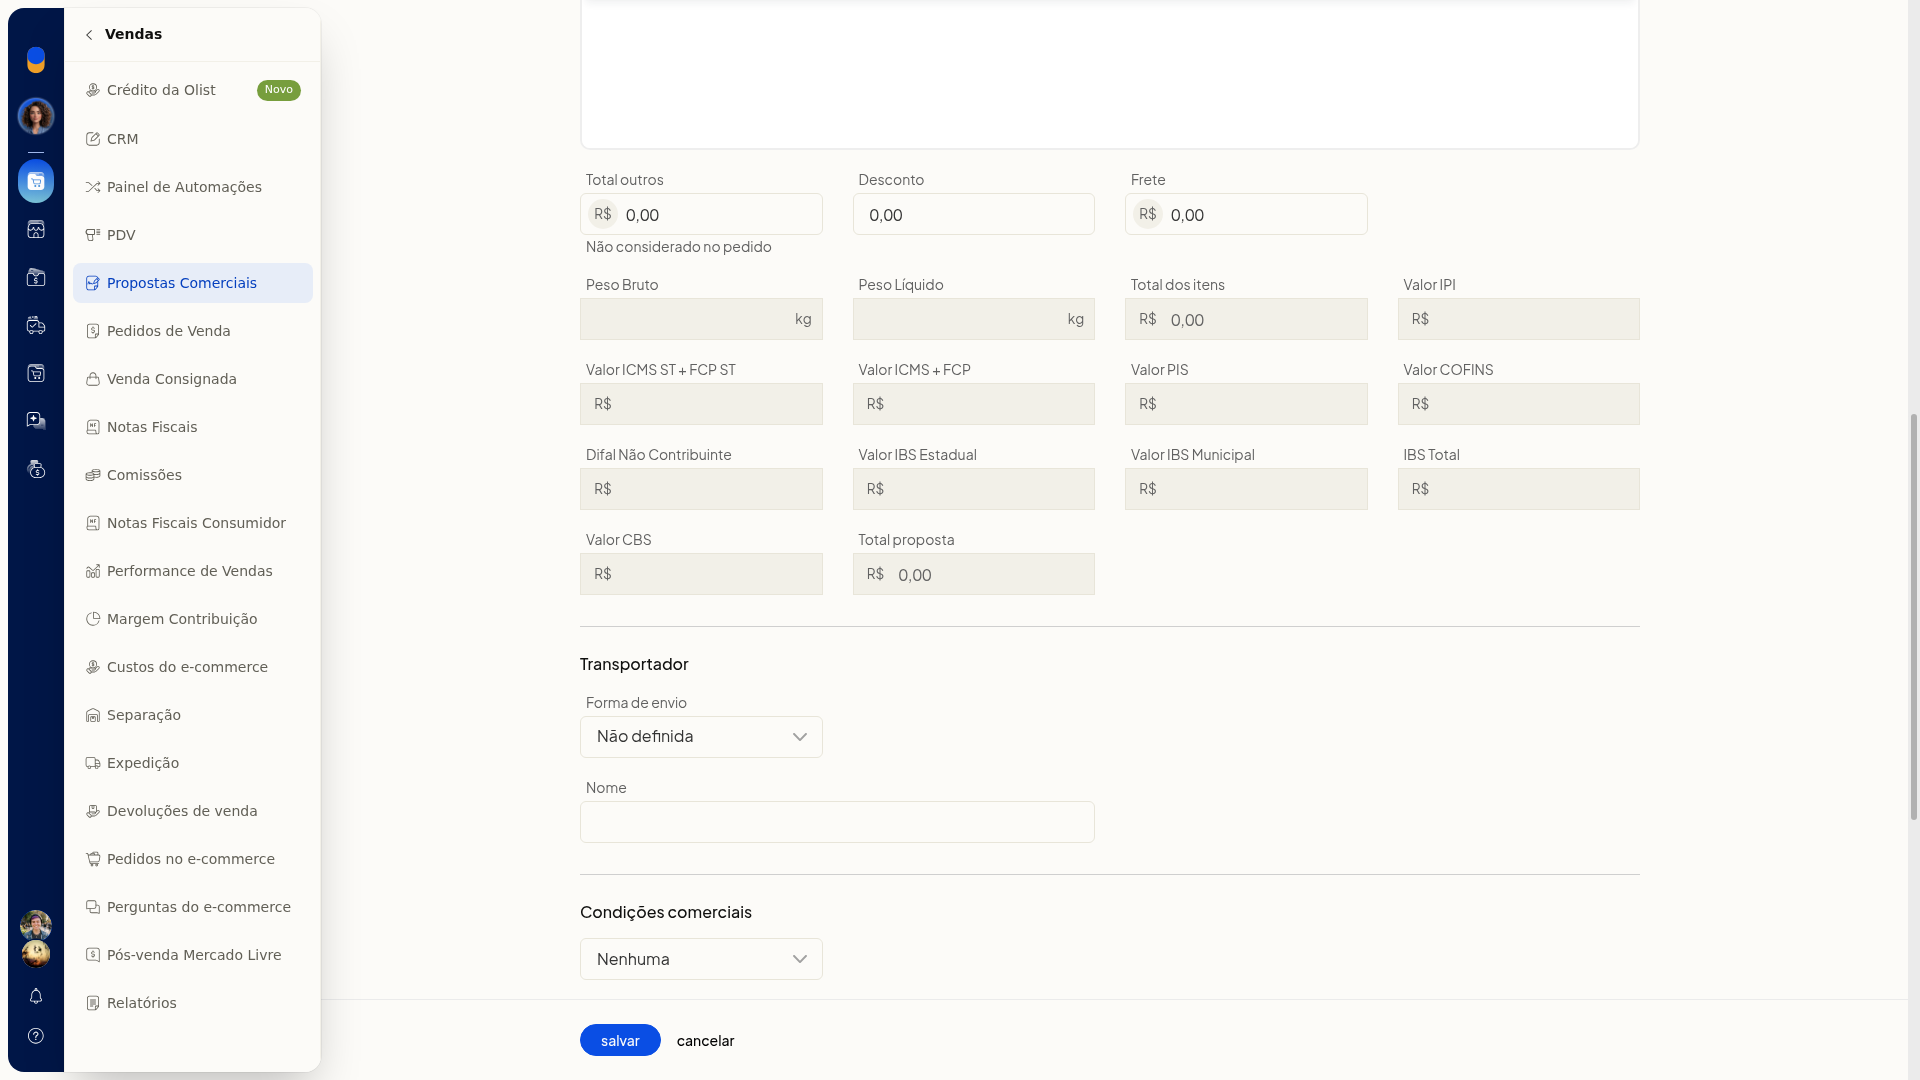 Vendas
Crédito da Olist
Novo
CRM
Painel de Automações
PDV
Propostas Comerciais
Pedidos de Venda
Venda Consignada
Notas Fiscais
Comissões
Notas Fiscais Consumidor
Performance de Vendas
Margem Contribuição
Custos do e-commerce
Separação
Expedição
Devoluções de venda
Pedidos no e-commerce
Perguntas do e-commerce
Pós-venda Mercado Livre
Relatórios
Total outros
Desconto
Frete
R$ 0,00
0,00
R$ 0,00
Não considerado no pedido
Peso Bruto
Peso Líquido
Total dos itens
Valor IPI
kg
kg
R$ 0,00
R$
Valor ICMS ST + FCP ST
Valor ICMS + FCP
Valor PIS
Valor COFINS
R$
R$
R$
R$
Difal Não Contribuinte
Valor IBS Estadual
Valor IBS Municipal
IBS Total
R$
R$
R$
R$
Valor CBS
Total proposta
R$
R$ 0,00
Transportador
Forma de envio
Não definida
Nome
Condições comerciais
Nenhuma
salvar
cancelar